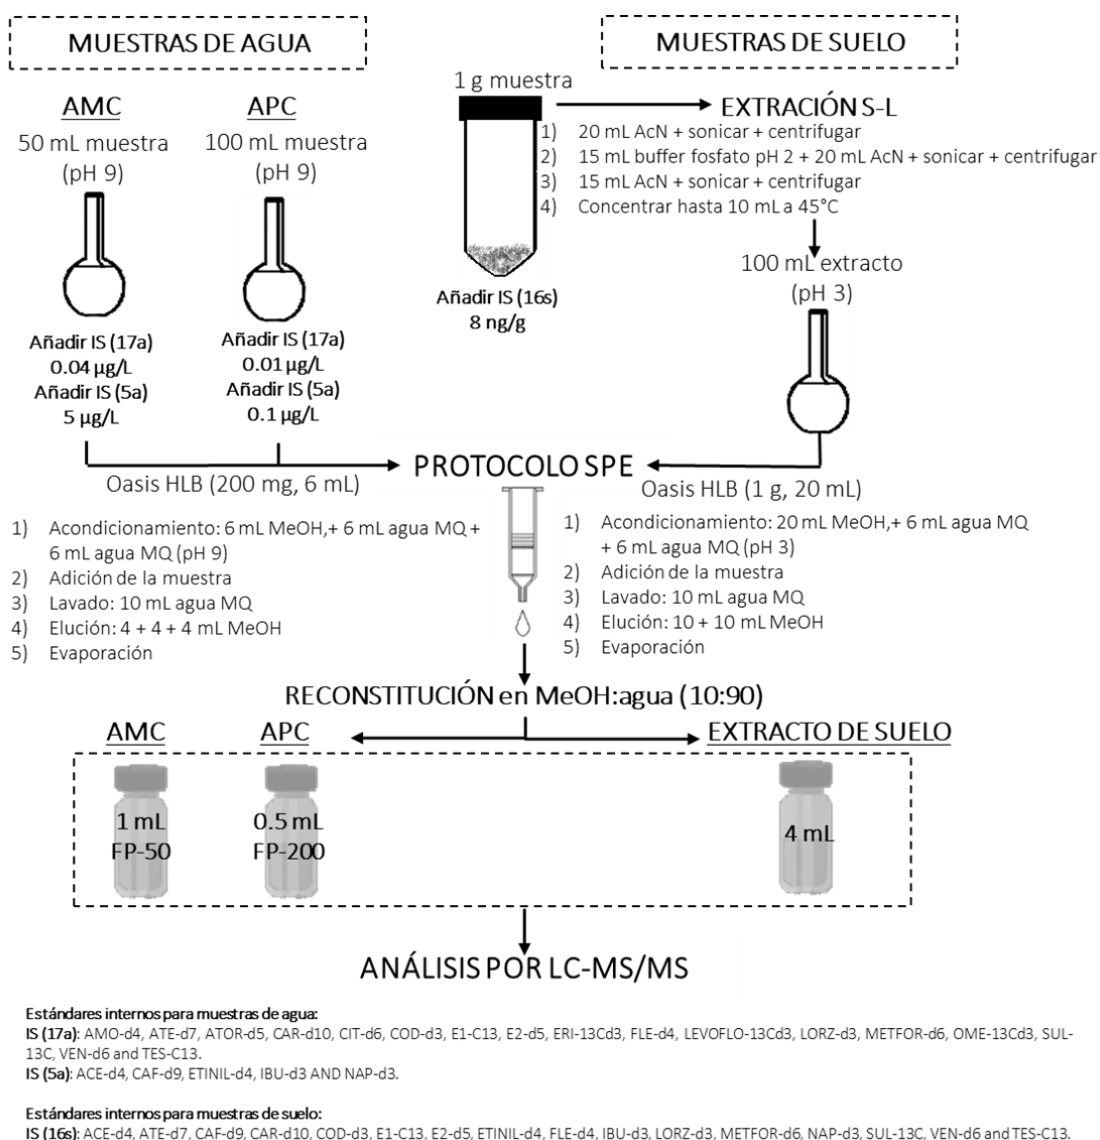 MUESTRAS DE AGUA
AMC
50 mL muestra
(pH 9)
Añadir IS (17a)
0.04 µg/L
Añadir IS (5a)
5 µg/L
APC
100 mL muestra
(pH 9)
Añadir IS (17a)
0.01 µg/L
Añadir IS (5a)
0.1 µg/L
MUESTRAS DE SUELO
1 g muestra
EXTRACIÓN S-L
1) 20 mL AcN + sonicar + centrifugar
2) 15 mL buffer fosfato pH 2 + 20 mL AcN + sonicar + centrifugar
3) 15 mL AcN + sonicar + centrifugar
4) Concentrar hasta 10 mL a 45°C
Añadir IS (16s)
8 ng/g
100 mL extracto
(pH 3)
PROTOCOLO SPE
Oasis HLB (200 mg, 6 mL)
1) Acondicionamiento: 6 mL MeOH,+ 6 mL agua MQ +
6 mL agua MQ (pH 9)
2) Adición de la muestra
3) Lavado: 10 mL agua MQ
4) Elución: 4 + 4 + 4 mL MeOH
5) Evaporación
Oasis HLB (1 g, 20 mL)
1) Acondicionamiento: 20 mL MeOH,+ 6 mL agua MQ
+ 6 mL agua MQ (pH 3)
2) Adición de la muestra
3) Lavado: 10 mL agua MQ
4) Elución: 10 + 10 mL MeOH
5) Evaporación
RECONSTITUCIÓN en MeOH:agua (10:90)
AMC
APC
EXTRACTO DE SUELO
1 mL
FP-50
0.5 mL
FP-200
4 mL
ANÁLISIS POR LC-MS/MS
Estándares internos para muestras de agua:
IS (17a): AMO-d4, ATE-d7, ATOR-d5, CAR-d10, CIT-d6, COD-d3, E1-C13, E2-d5, ERI-13Cd3, FLE-d4, LEVOFLO-13Cd3, LORZ-d3, METFOR-d6, OME-13Cd3, SUL-
13C, VEN-d6 and TES-C13.
IS (5a): ACE-d4, CAF-d9, ETINIL-d4, IBU-d3 AND NAP-d3.
Estándares internos para muestras de suelo:
IS (16s): ACE-d4, ATE-d7, CAF-d9, CAR-d10, COD-d3, E1-C13, E2-d5, ETINIL-d4, FLE-d4, IBU-d3, LORZ-d3, METFOR-d6, NAP-d3, SUL-13C, VEN-d6 and TES-C13.